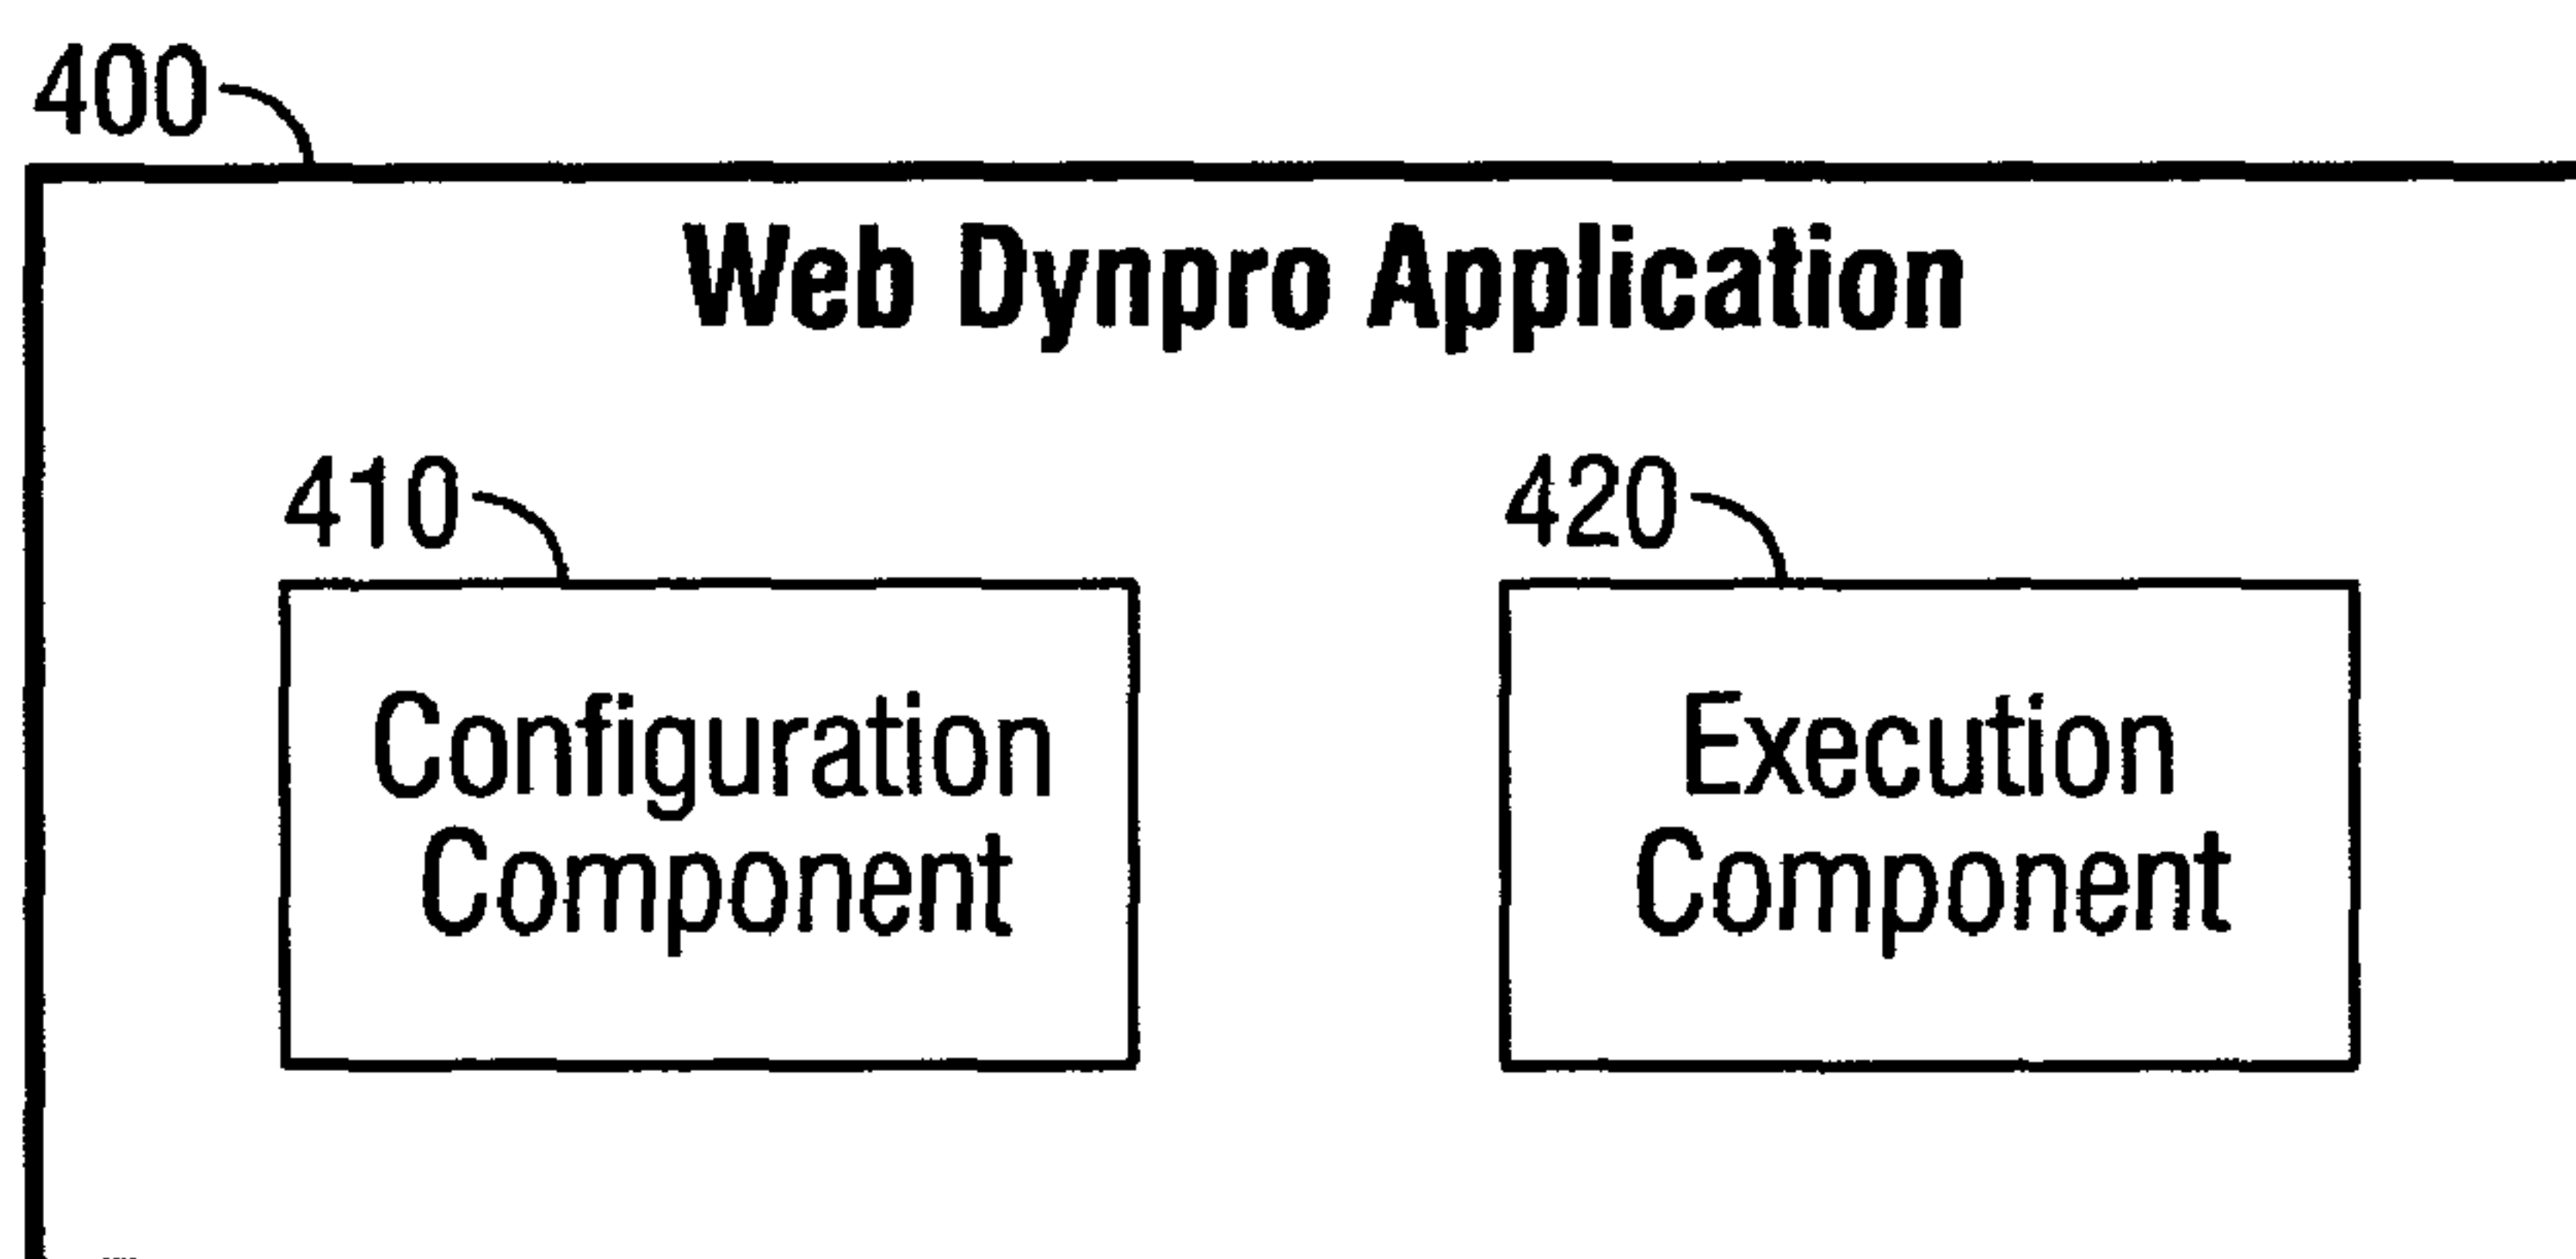 400
Web Dynpro Application
410
420
Configuration
Component
Execution
Component